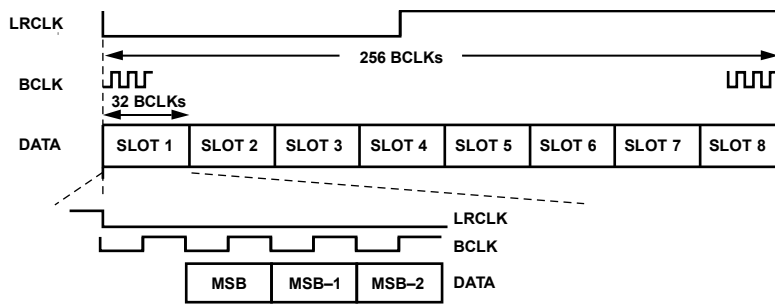 LRCLK
256 BCLKs
BCLK
32 BCLKs
DATA SLOT 1 SLOT 2 SLOT 3 SLOT 4 SLOT 5 SLOT 6 SLOT 7 SLOT 8
LRCLK
BCLK
MSB MSB–1 MSB–2 DATA